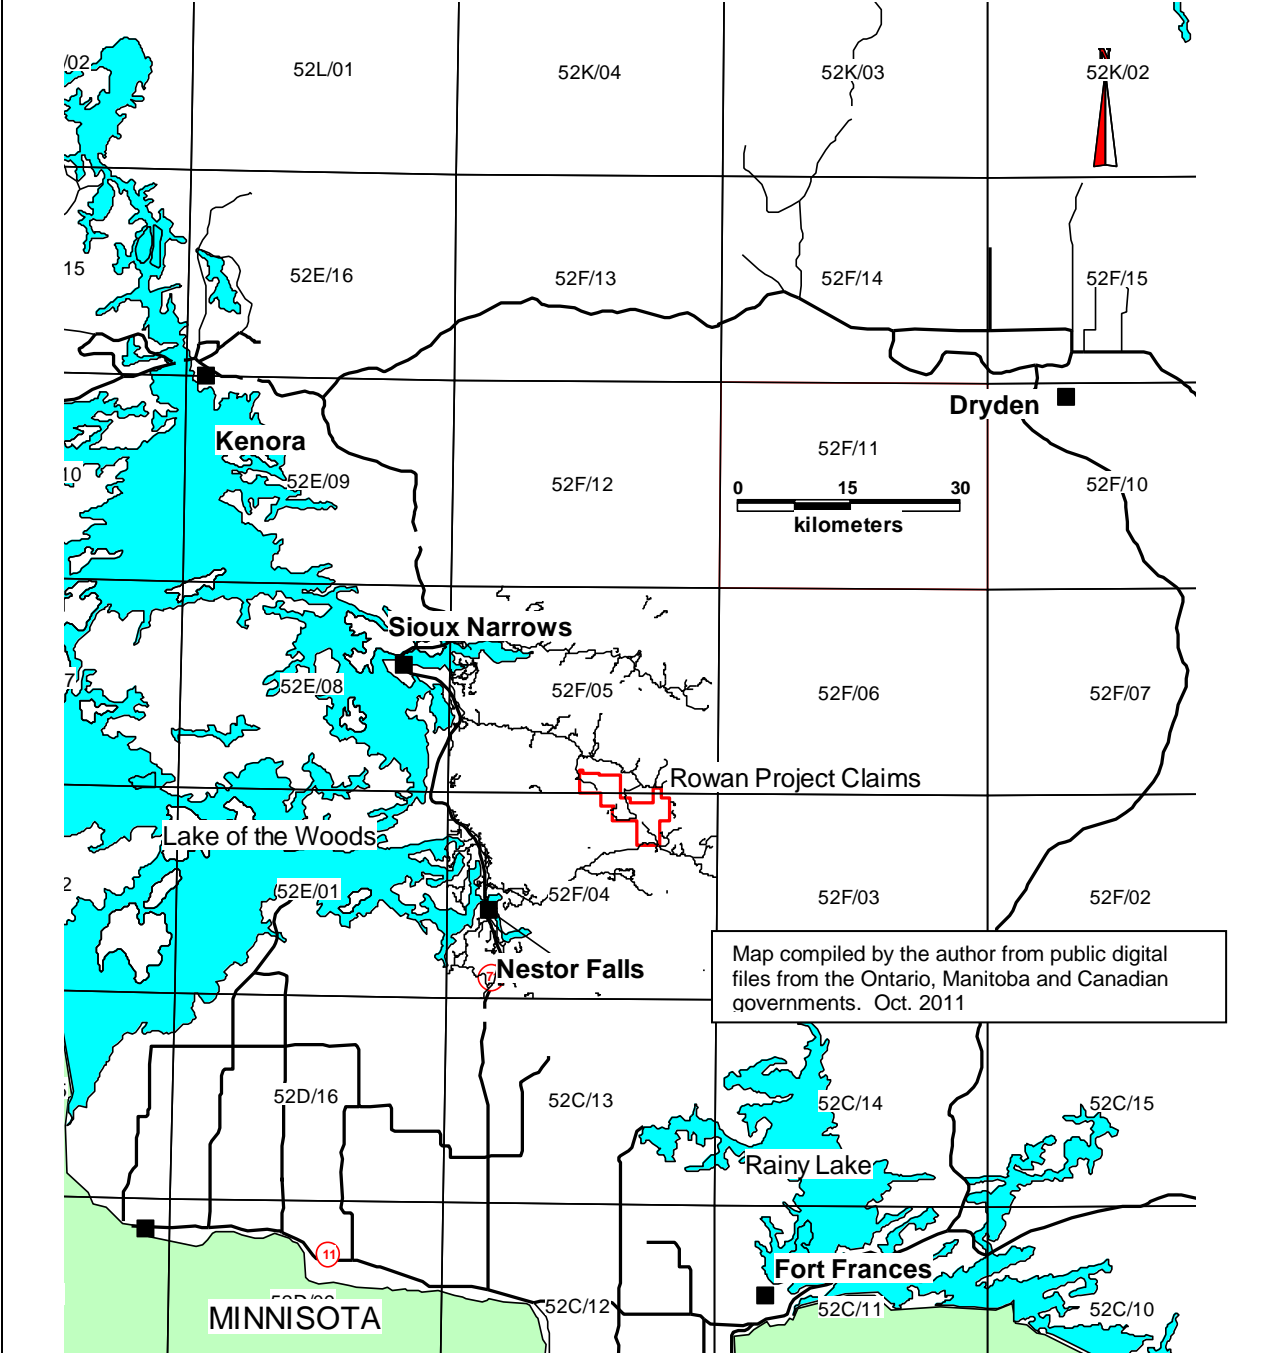 /02
52L/01
52K/04
52K/03
N
52K/02
15
52E/16
52F/13
52F/14
52F/15
Dryden
Kenora
10
52E/09
52F/12
52F/11
52F/10
0 15 30
kilometers
Sioux Narrows
7
52E/08
52F/05
52F/06
52F/07
Rowan Project Claims
Lake of the Woods
2
52E/01
52F/04
52F/03
52F/02
Map compiled by the author from public digital
files from the Ontario, Manitoba and Canadian
governments. Oct. 2011
Nestor Falls
52D/16
52C/13
52C/14
52C/15
Rainy Lake
11
Fort Frances
MINNISOTA
52C/12
52C/11
52C/10